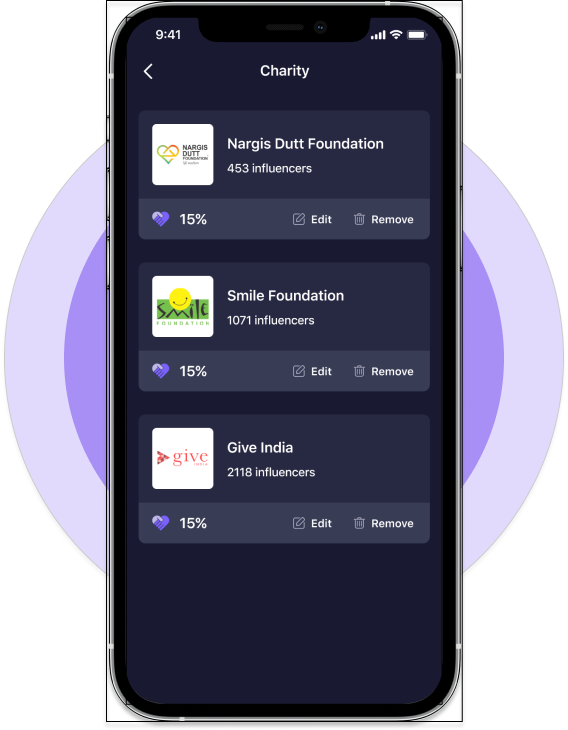 9:41
Charity
NARGIS
DUTT
FOUNDATION
Nargis Dutt Foundation
453 influencers
15%
Edit
Remove
SMILE
FOUNDATION
Smile Foundation
1071 influencers
15%
Edit
Remove
give
INDIA
Give India
2118 influencers
15%
Edit
Remove